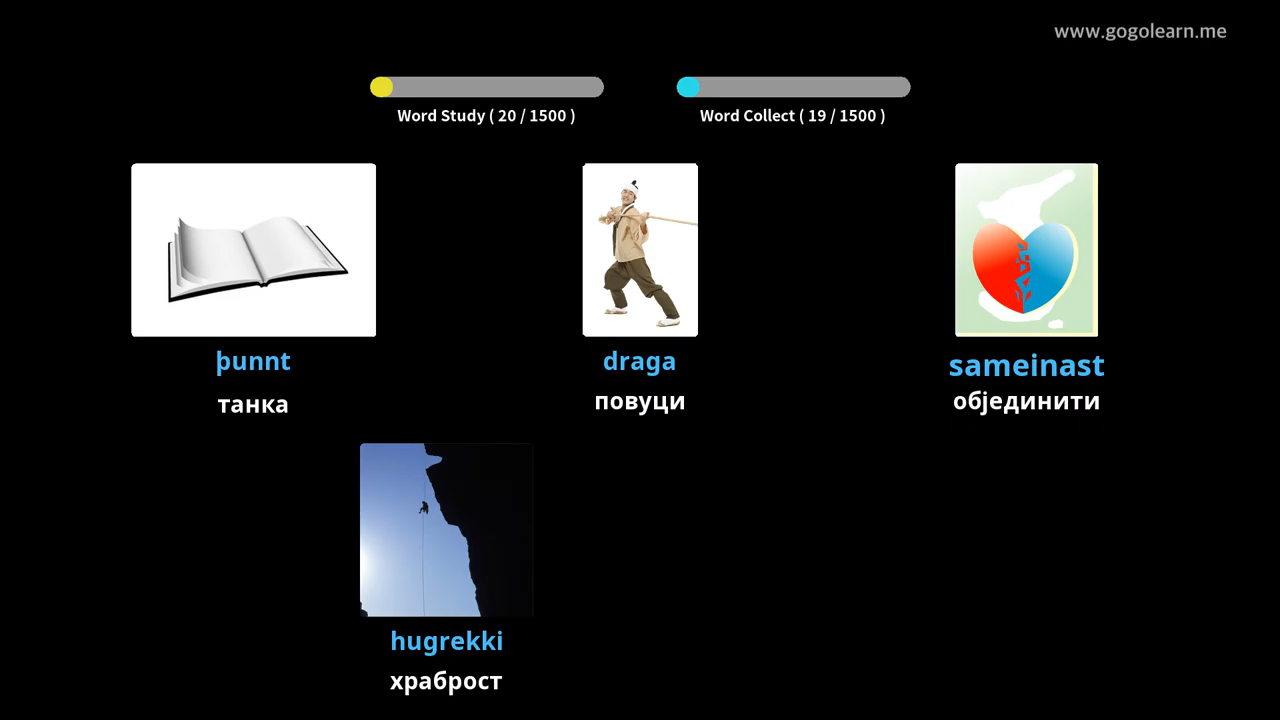 www.gogolearn.me
Word Study ( 20 / 1500 )
Word Collect ( 19 / 1500 )
þunnt
танка
draga
повуци
sameinast
објединити
hugrekki
храброст